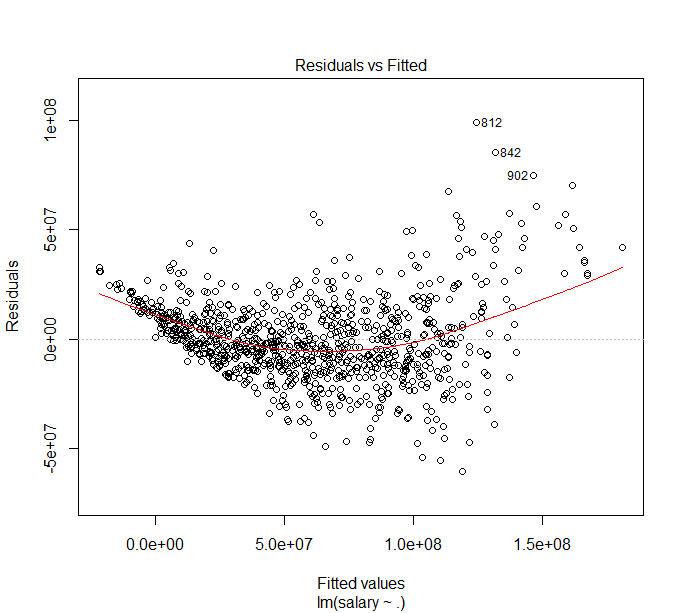 Residuals vs Fitted
Residuals
1e+08
5e+07
0e+00
-5e+07
812
842
902
0.0e+00 5.0e+07 1.0e+08 1.5e+08
Fitted values
lm(salary ~ .)